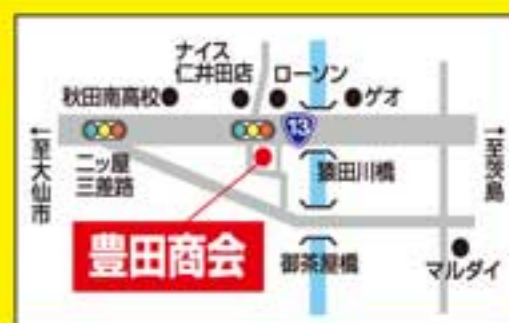 ナイス
仁井田店
ローソン
秋田南高校
ゲオ
13
←至大仙市
→至茨島
二ッ屋
三差路
猿田川橋
豊田商会
御茶屋橋
マルダイ